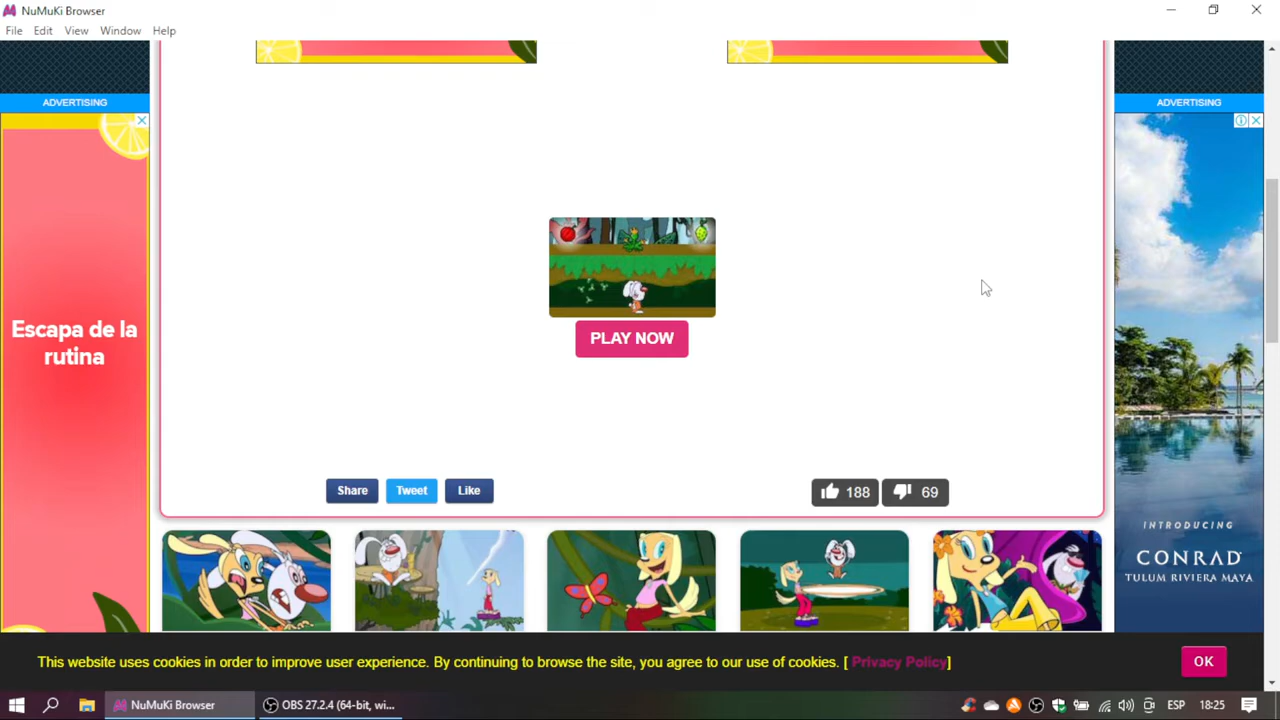 NuMuKi Browser
File Edit View Window Help
ADVERTISING
ADVERTISING
Escapa de la
rutina
PLAY NOW
Share Tweet Like
188 69
INTRODUCING
CONRAD
TULUM RIVIERA MAYA
This website uses cookies in order to improve user experience. By continuing to browse the site, you agree to our use of cookies. [ Privacy Policy]
OK
NuMuKi Browser
OBS 27.2.4 (64-bit, wi...
ESP 18:25